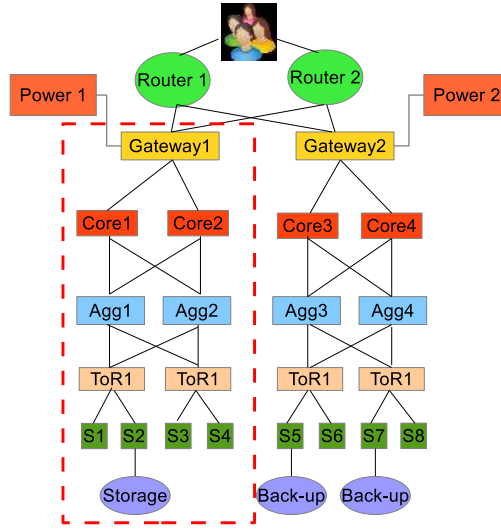 Router 1
Router 2
Power 1
Power 2
Gateway1
Gateway2
Core1
Core2
Core3
Core4
Agg1
Agg2
Agg3
Agg4
ToR1
ToR1
ToR1
ToR1
S1
S2
S3
S4
S5
S6
S7
S8
Storage
Back-up
Back-up